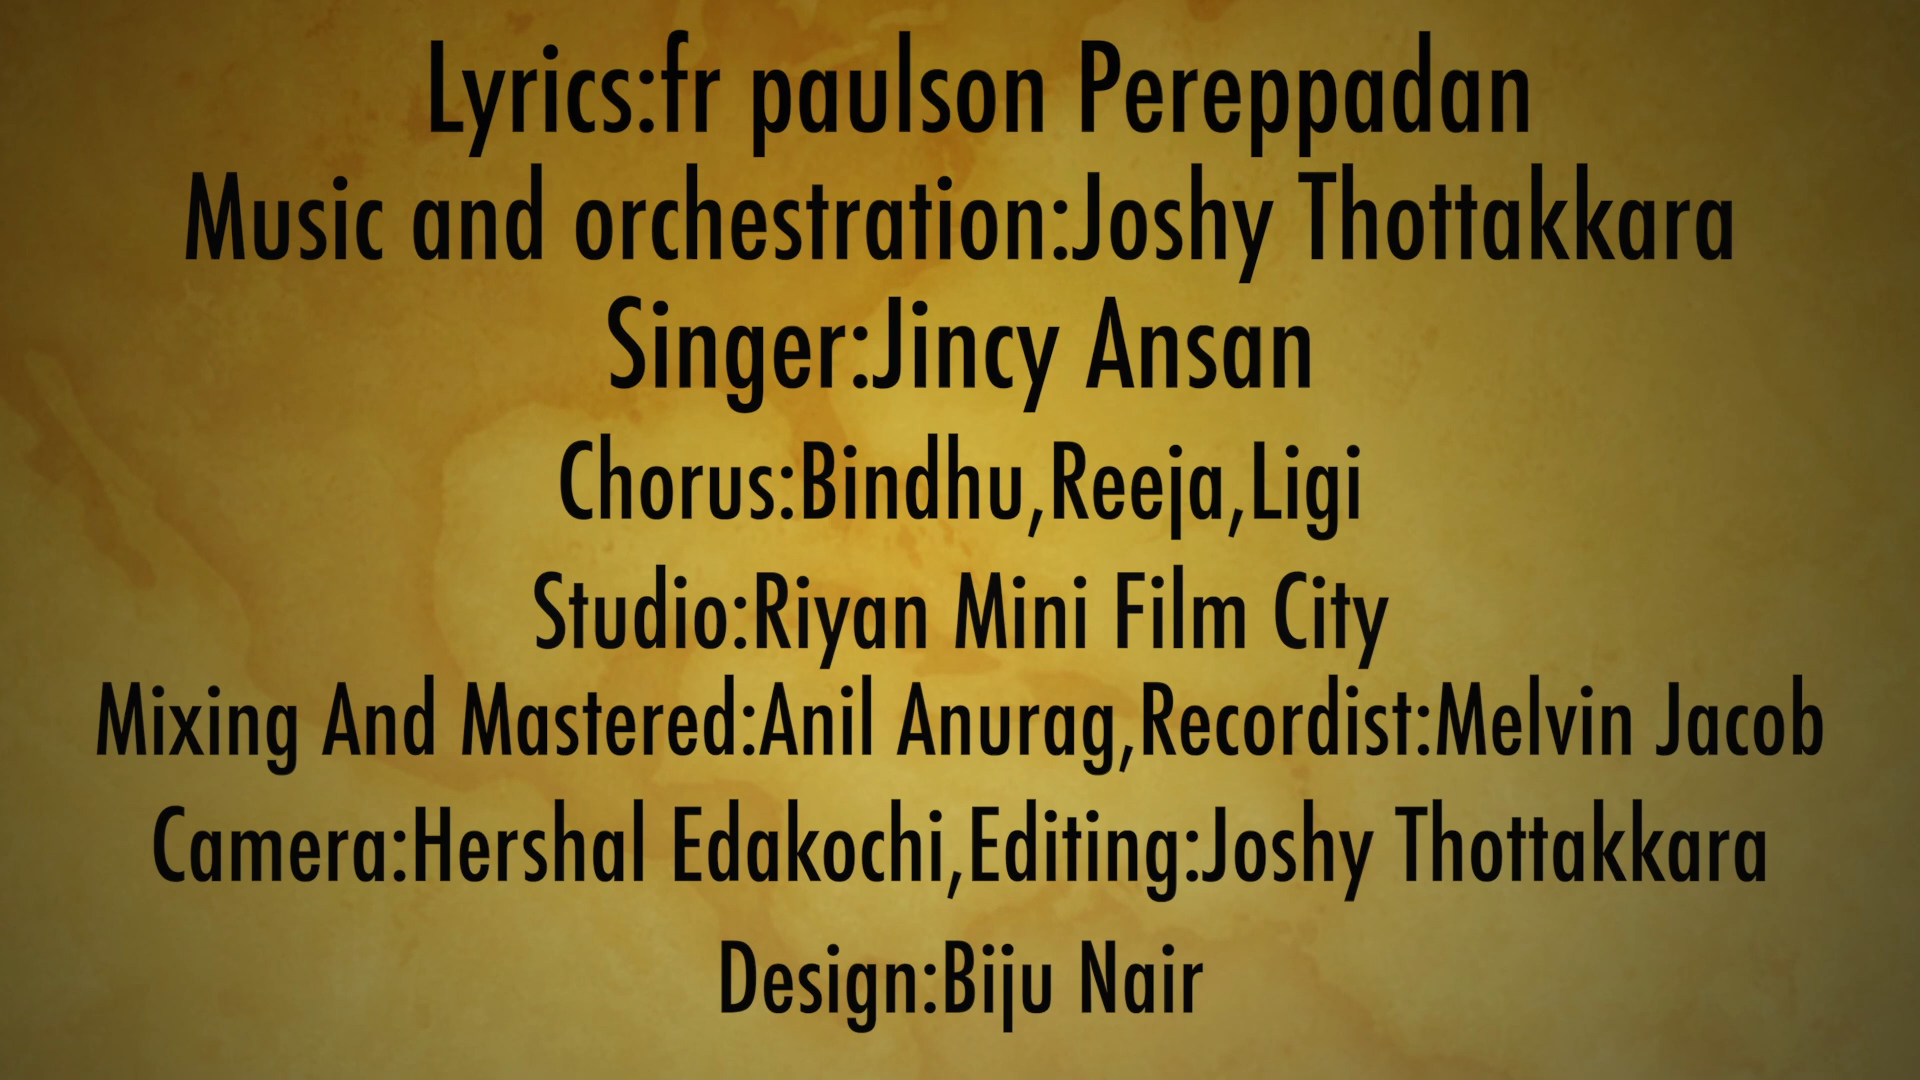 Lyrics:fr paulson Pereppadan
Music and orchestration:Joshy Thottakkara
Singer:Jincy Ansan
Chorus:Bindhu,Reeja,Ligi
Studio:Riyan Mini Film City
Mixing And Mastered:Anil Anurag,Recordist:Melvin Jacob
Camera:Hershal Edakochi,Editing:Joshy Thottakkara
Design:Biju Nair